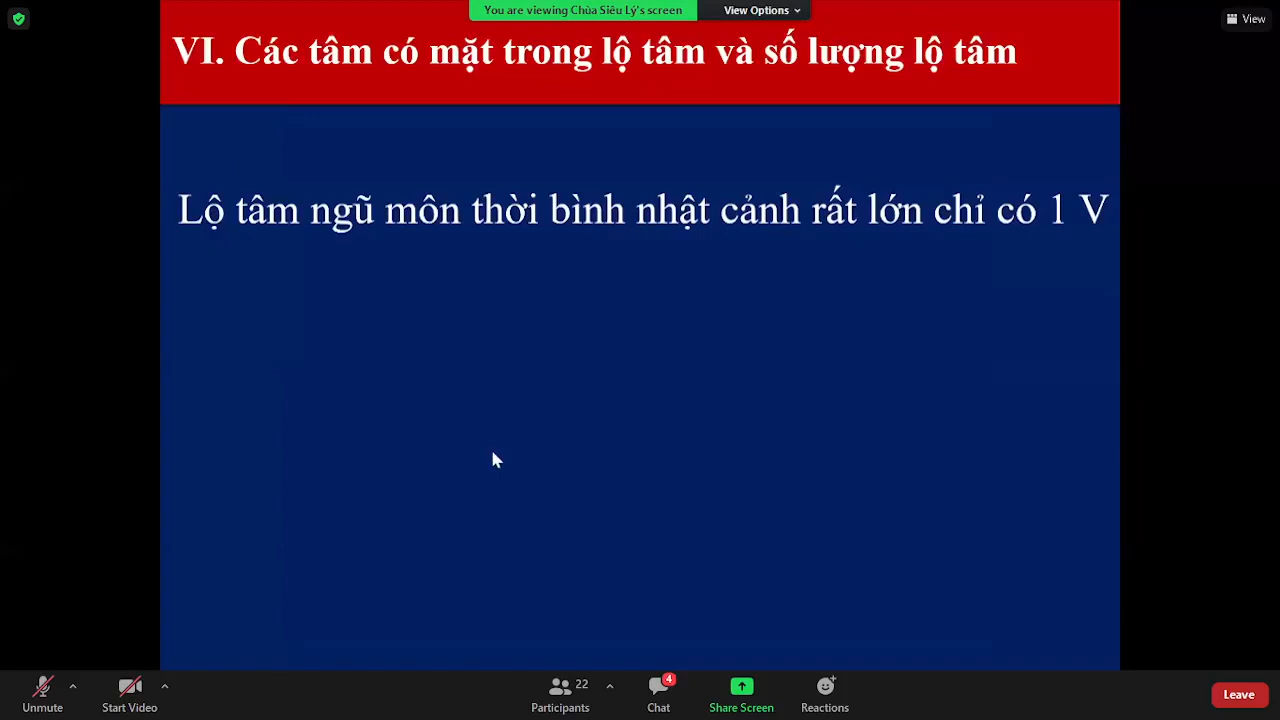 You are viewing Chùa Siêu Lý's screen
View Options
View
VI. Các tâm có mặt trong lộ tâm và số lượng lộ tâm
Lộ tâm ngũ môn thời bình nhật cảnh rất lớn chỉ có 1 V
Unmute
Start Video
22
Participants
4
Chat
Share Screen
Reactions
Leave